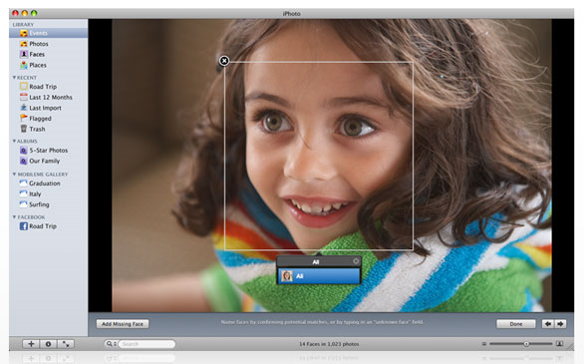 iPhoto
LIBRARY
Events
Photos
Faces
Places
RECENT
Road Trip
Last 12 Months
Last Import
Flagged
Trash
ALBUMS
5-Star Photos
Our Family
MOBILEME GALLERY
Graduation
Italy
Surfing
FACEBOOK
Road Trip
Ali
Ali
Add Missing Face
Name faces by confirming potential matches, or by typing in an "unknown face" field.
Done
Search
14 Faces in 1,023 photos